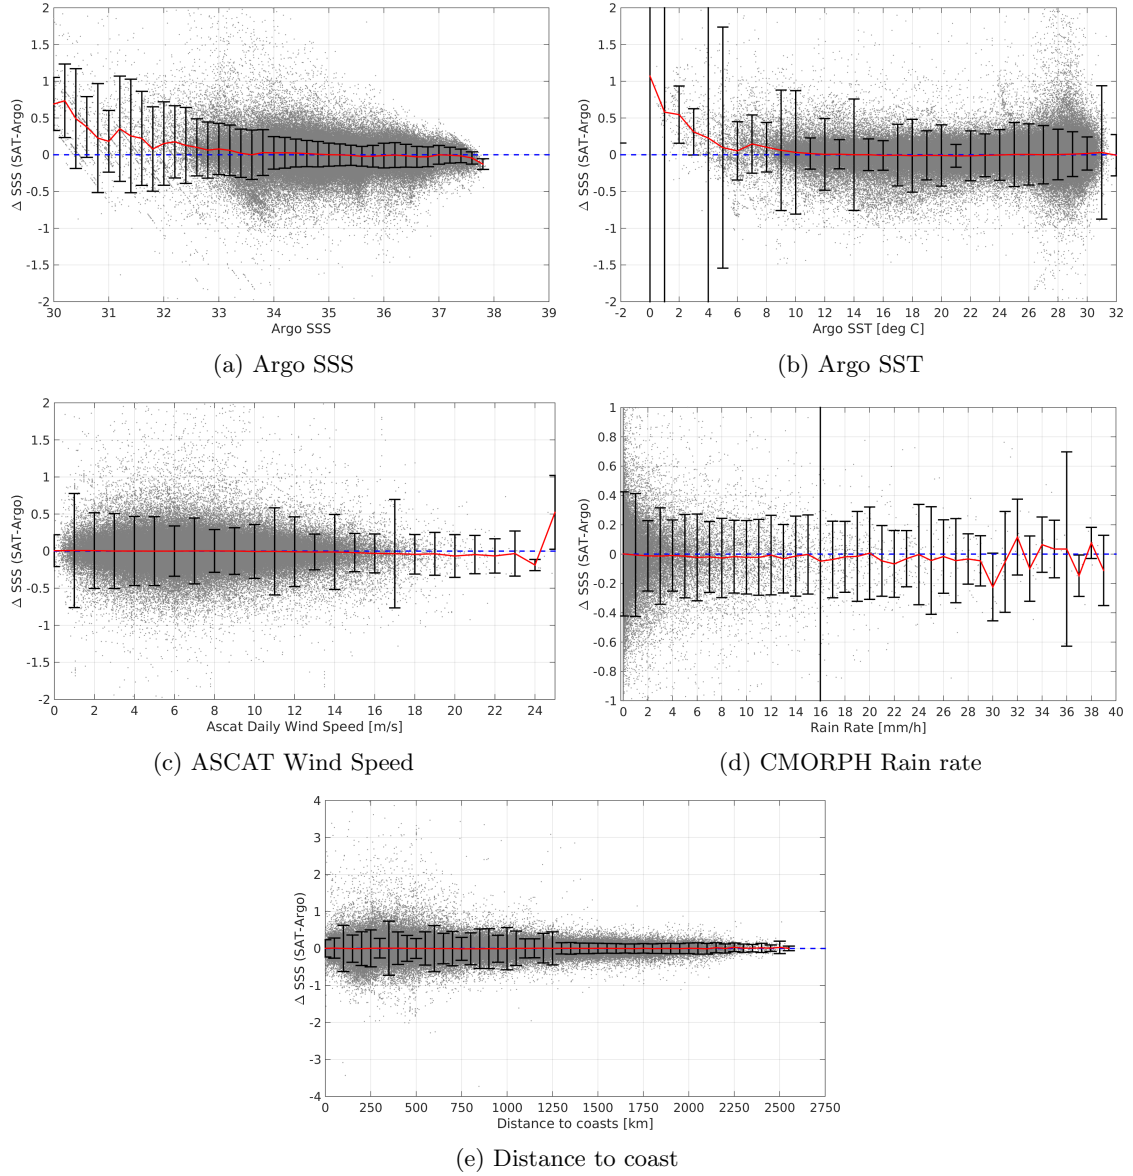 2
1.5
1
0.5
0
-0.5
-1
-1.5
-2
Δ SSS (SAT-Argo)
30 31 32 33 34 35 36 37 38 39
Argo SSS
(a) Argo SSS
2
1.5
1
0.5
0
-0.5
-1
-1.5
-2
Δ SSS (SAT-Argo)
-2 0 2 4 6 8 10 12 14 16 18 20 22 24 26 28 30 32
Argo SST [deg C]
(b) Argo SST
2
1.5
1
0.5
0
-0.5
-1
-1.5
-2
Δ SSS (SAT-Argo)
0 2 4 6 8 10 12 14 16 18 20 22 24
Ascat Daily Wind Speed [m/s]
(c) ASCAT Wind Speed
1
0.8
0.6
0.4
0.2
0
-0.2
-0.4
-0.6
-0.8
-1
Δ SSS (SAT-Argo)
0 2 4 6 8 10 12 14 16 18 20 22 24 26 28 30 32 34 36 38 40
Rain Rate [mm/h]
(d) CMORPH Rain rate
4
3
2
1
0
-1
-2
-3
-4
Δ SSS (SAT-Argo)
0 250 500 750 1000 1250 1500 1750 2000 2250 2500 2750
Distance to coasts [km]
(e) Distance to coast